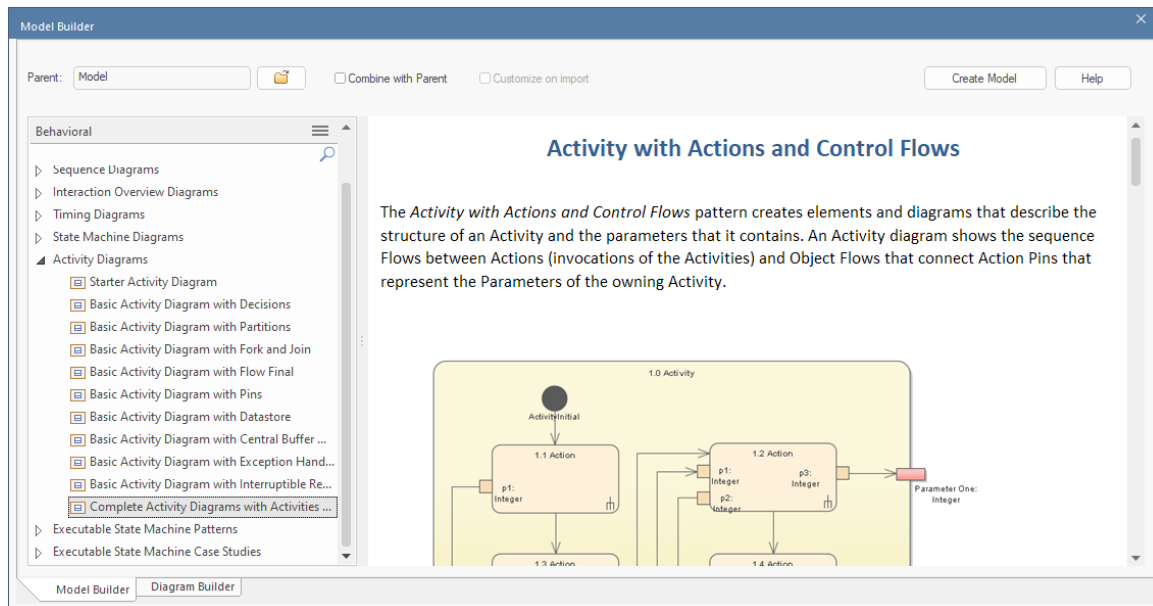 Model Builder
Parent:
Model
Combine with Parent
Customize on import
Create Model
Help
Behavioral
Sequence Diagrams
Interaction Overview Diagrams
Timing Diagrams
State Machine Diagrams
Activity Diagrams
Starter Activity Diagram
Basic Activity Diagram with Decisions
Basic Activity Diagram with Partitions
Basic Activity Diagram with Fork and Join
Basic Activity Diagram with Flow Final
Basic Activity Diagram with Pins
Basic Activity Diagram with Datastore
Basic Activity Diagram with Central Buffer ...
Basic Activity Diagram with Exception Hand...
Basic Activity Diagram with Interruptible Re...
Complete Activity Diagrams with Activities ...
Executable State Machine Patterns
Executable State Machine Case Studies
Activity with Actions and Control Flows
The Activity with Actions and Control Flows pattern creates elements and diagrams that describe the
structure of an Activity and the parameters that it contains. An Activity diagram shows the sequence
Flows between Actions (invocations of the Activities) and Object Flows that connect Action Pins that
represent the Parameters of the owning Activity.
1.0 Activity
ActivityInitial
1.1 Action
p1:
Integer
1.2 Action
p1:
Integer
p2:
Integer
p3:
Integer
Parameter One:
Integer
1.3 Action
1.4 Action
Model Builder
Diagram Builder